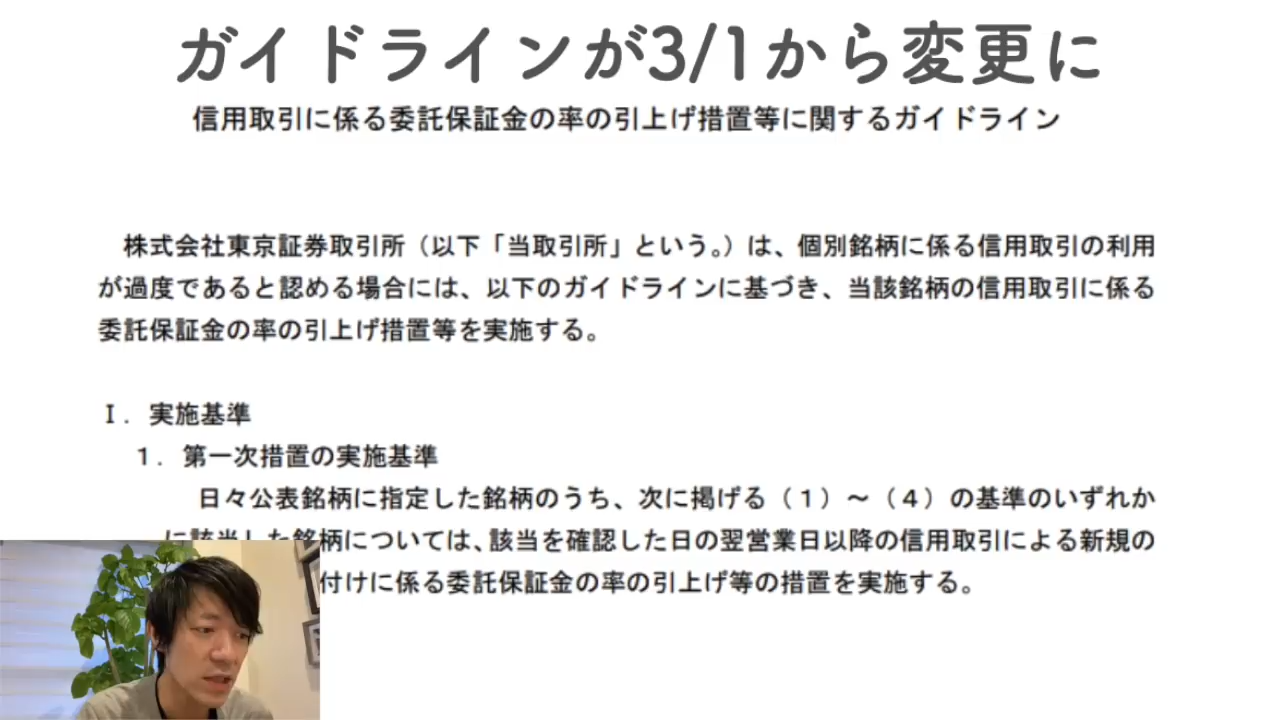 ガイドラインが3/1から変更に
信用取引に係る委託保証金の率の引上げ措置等に関するガイドライン
株式会社東京証券取引所（以下「当取引所」という。）は、個別銘柄に係る信用取引の利用
が過度であると認める場合には、以下のガイドラインに基づき、当該銘柄の信用取引に係る
委託保証金の率の引上げ措置等を実施する。
Ⅰ．実施基準
１．第一次措置の実施基準
日々公表銘柄に指定した銘柄のうち、次に掲げる（１）～（４）の基準のいずれか
に該当した銘柄については、該当を確認した日の翌営業日以降の信用取引による新規の
付けに係る委託保証金の率の引上げ等の措置を実施する。